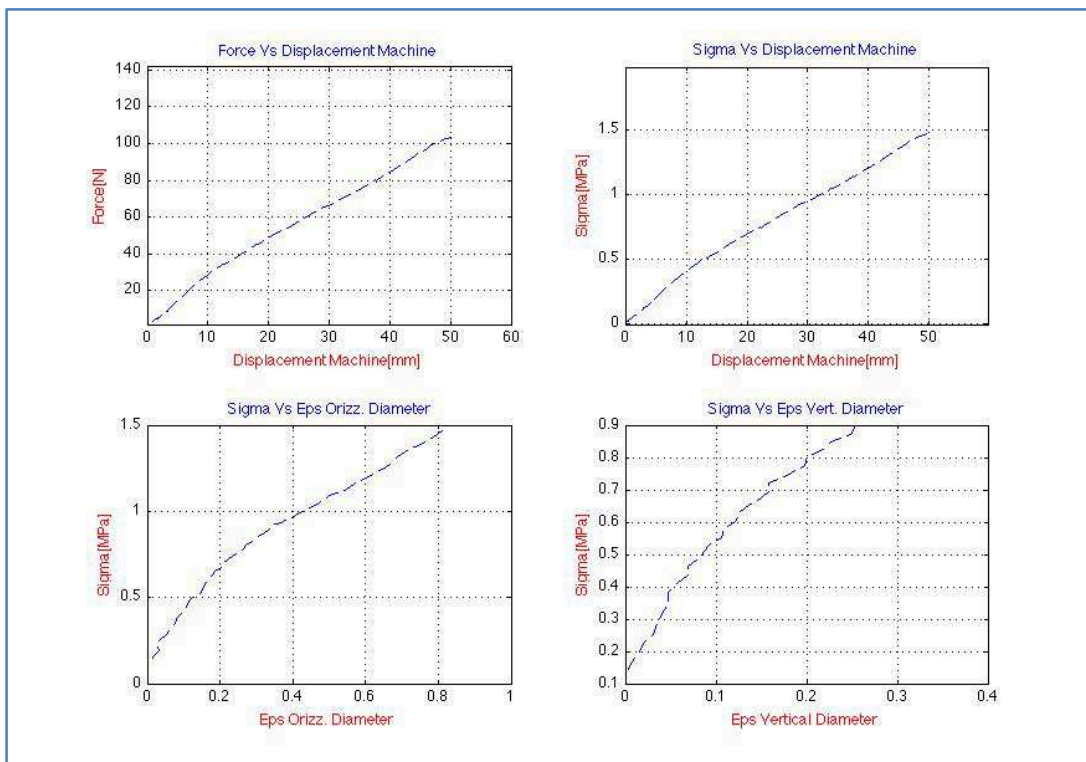 Force Vs Displacement Machine
140
120
100
80
60
40
20
Force[N]
0 10 20 30 40 50 60
Displacement Machine[mm]
Sigma Vs Displacement Machine
1.5
1
0.5
0
Sigma[MPa]
0 10 20 30 40 50
Displacement Machine[mm]
Sigma Vs Eps Orizz. Diameter
1.5
1
0.5
0
Sigma[MPa]
0 0.2 0.4 0.6 0.8 1
Eps Orizz. Diameter
Sigma Vs Eps Vert. Diameter
0.9
0.8
0.7
0.6
0.5
0.4
0.3
0.2
0.1
Sigma[MPa]
0 0.1 0.2 0.3 0.4
Eps Vertical Diameter